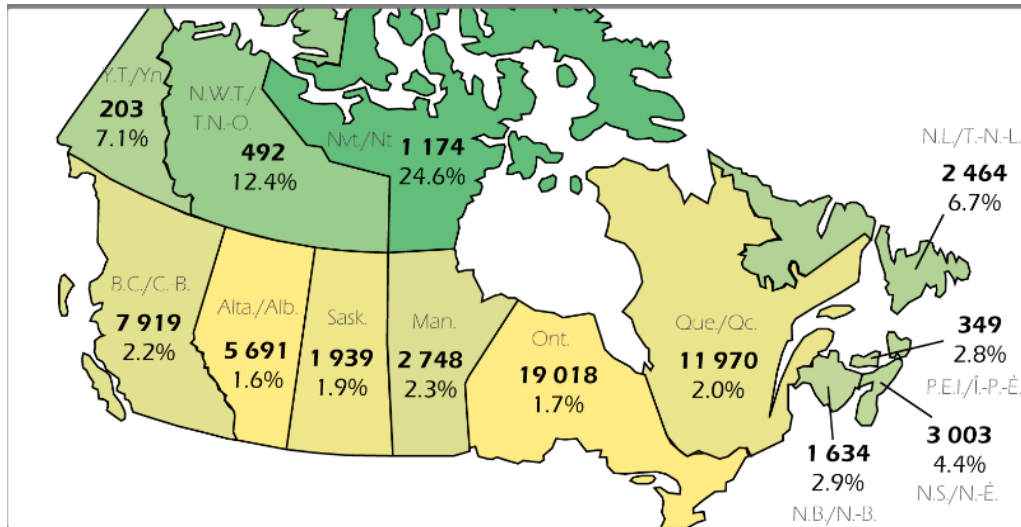 Y.T./Yn
203
7.1%
N.W.T./
T.N.-O.
492
12.4%
Nvt./Nt
1 174
24.6%
N.L./T.-N.-L.
2 464
6.7%
B.C./C.-B.
7 919
2.2%
Alta./Alb.
5 691
1.6%
Sask.
1 939
1.9%
Man.
2 748
2.3%
Ont.
19 018
1.7%
Que./Qc.
11 970
2.0%
349
2.8%
P.E.I./Î.-P.-É.
1 634
2.9%
N.B./N.-B.
3 003
4.4%
N.S./N.-É.